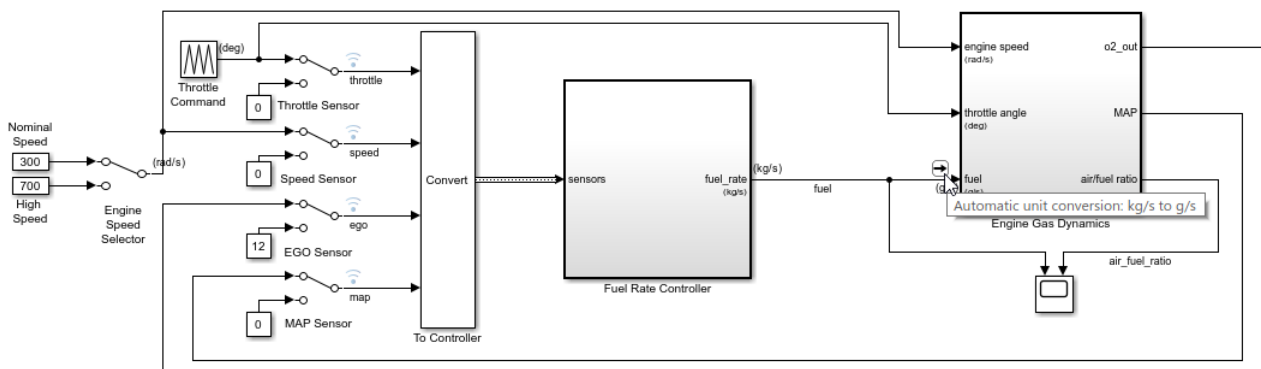 (deg)
Throttle
Command
0
Throttle Sensor
throttle
Nominal
Speed
300
700
High
Speed
(rad/s)
Engine
Speed
Selector
0
Speed Sensor
speed
12
EGO Sensor
ego
0
MAP Sensor
map
Convert
To Controller
sensors
fuel_rate
(kg/s)
Fuel Rate Controller
(kg/s)
fuel
engine speed
(rad/s)
throttle angle
(deg)
fuel
o2_out
MAP
air/fuel ratio
Automatic unit conversion: kg/s to g/s
Engine Gas Dynamics
air_fuel_ratio